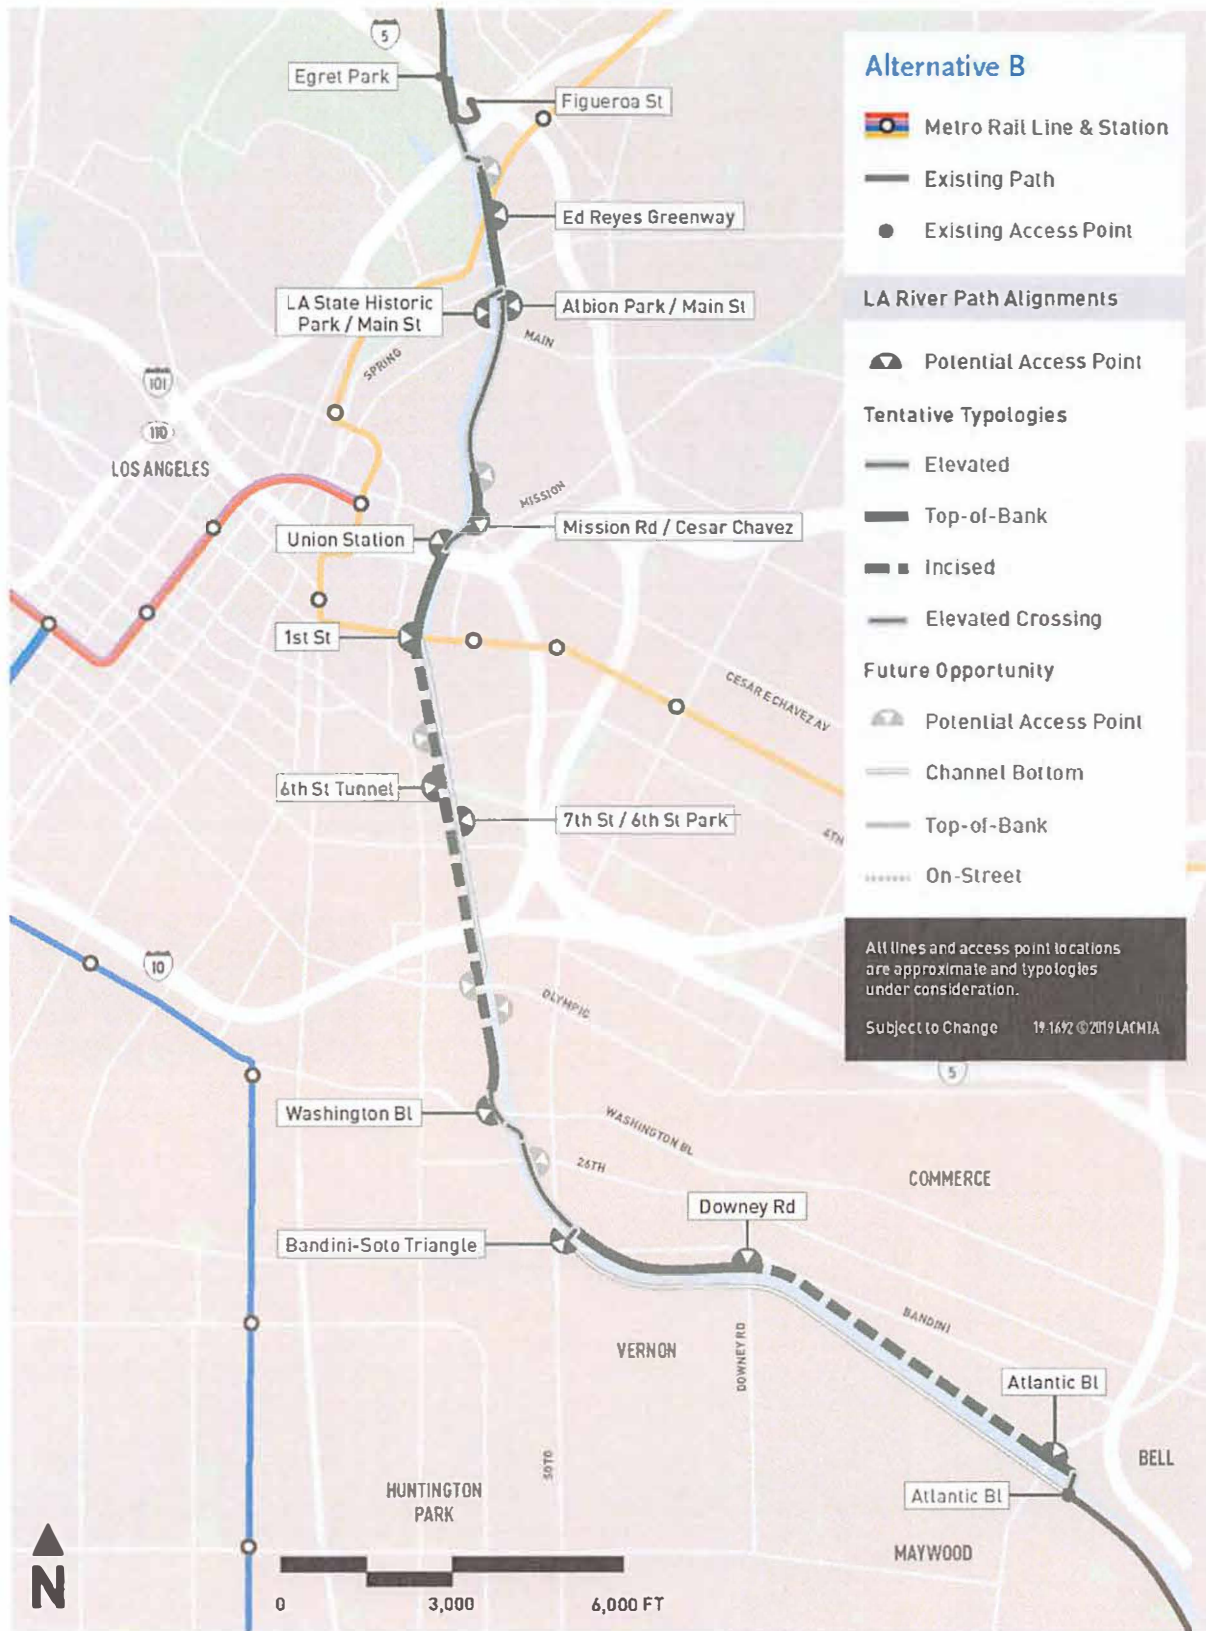 5
Egret Park
Figueroa St
Ed Reyes Greenway
LA State Historic
Park / Main St
Albion Park / Main St
MAIN
SPRING
101
110
LOS ANGELES
MISSION
Union Station
Mission Rd / Cesar Chavez
1st St
CESAR E CHAVEZ AV
6th St Tunnel
7th St / 6th St Park
4TH
10
OLYMPIC
5
Washington Bl
WASHINGTON BL
26TH
COMMERCE
Downey Rd
Bandini-Soto Triangle
BANDINI
VERNON
DOWNEY RD
Atlantic Bl
BELL
SOTO
HUNTINGTON
PARK
Atlantic Bl
MAYWOOD
N
0
3,000
6,000 FT
Alternative B
Metro Rail Line & Station
Existing Path
Existing Access Point
LA River Path Alignments
Potential Access Point
Tentative Typologies
Elevated
Top-of-Bank
Incised
Elevated Crossing
Future Opportunity
Potential Access Point
Channel Bottom
Top-of-Bank
On-Street
All lines and access point locations
are approximate and typologies
under consideration.
Subject to Change 19-1692 ©2019 LACMTA